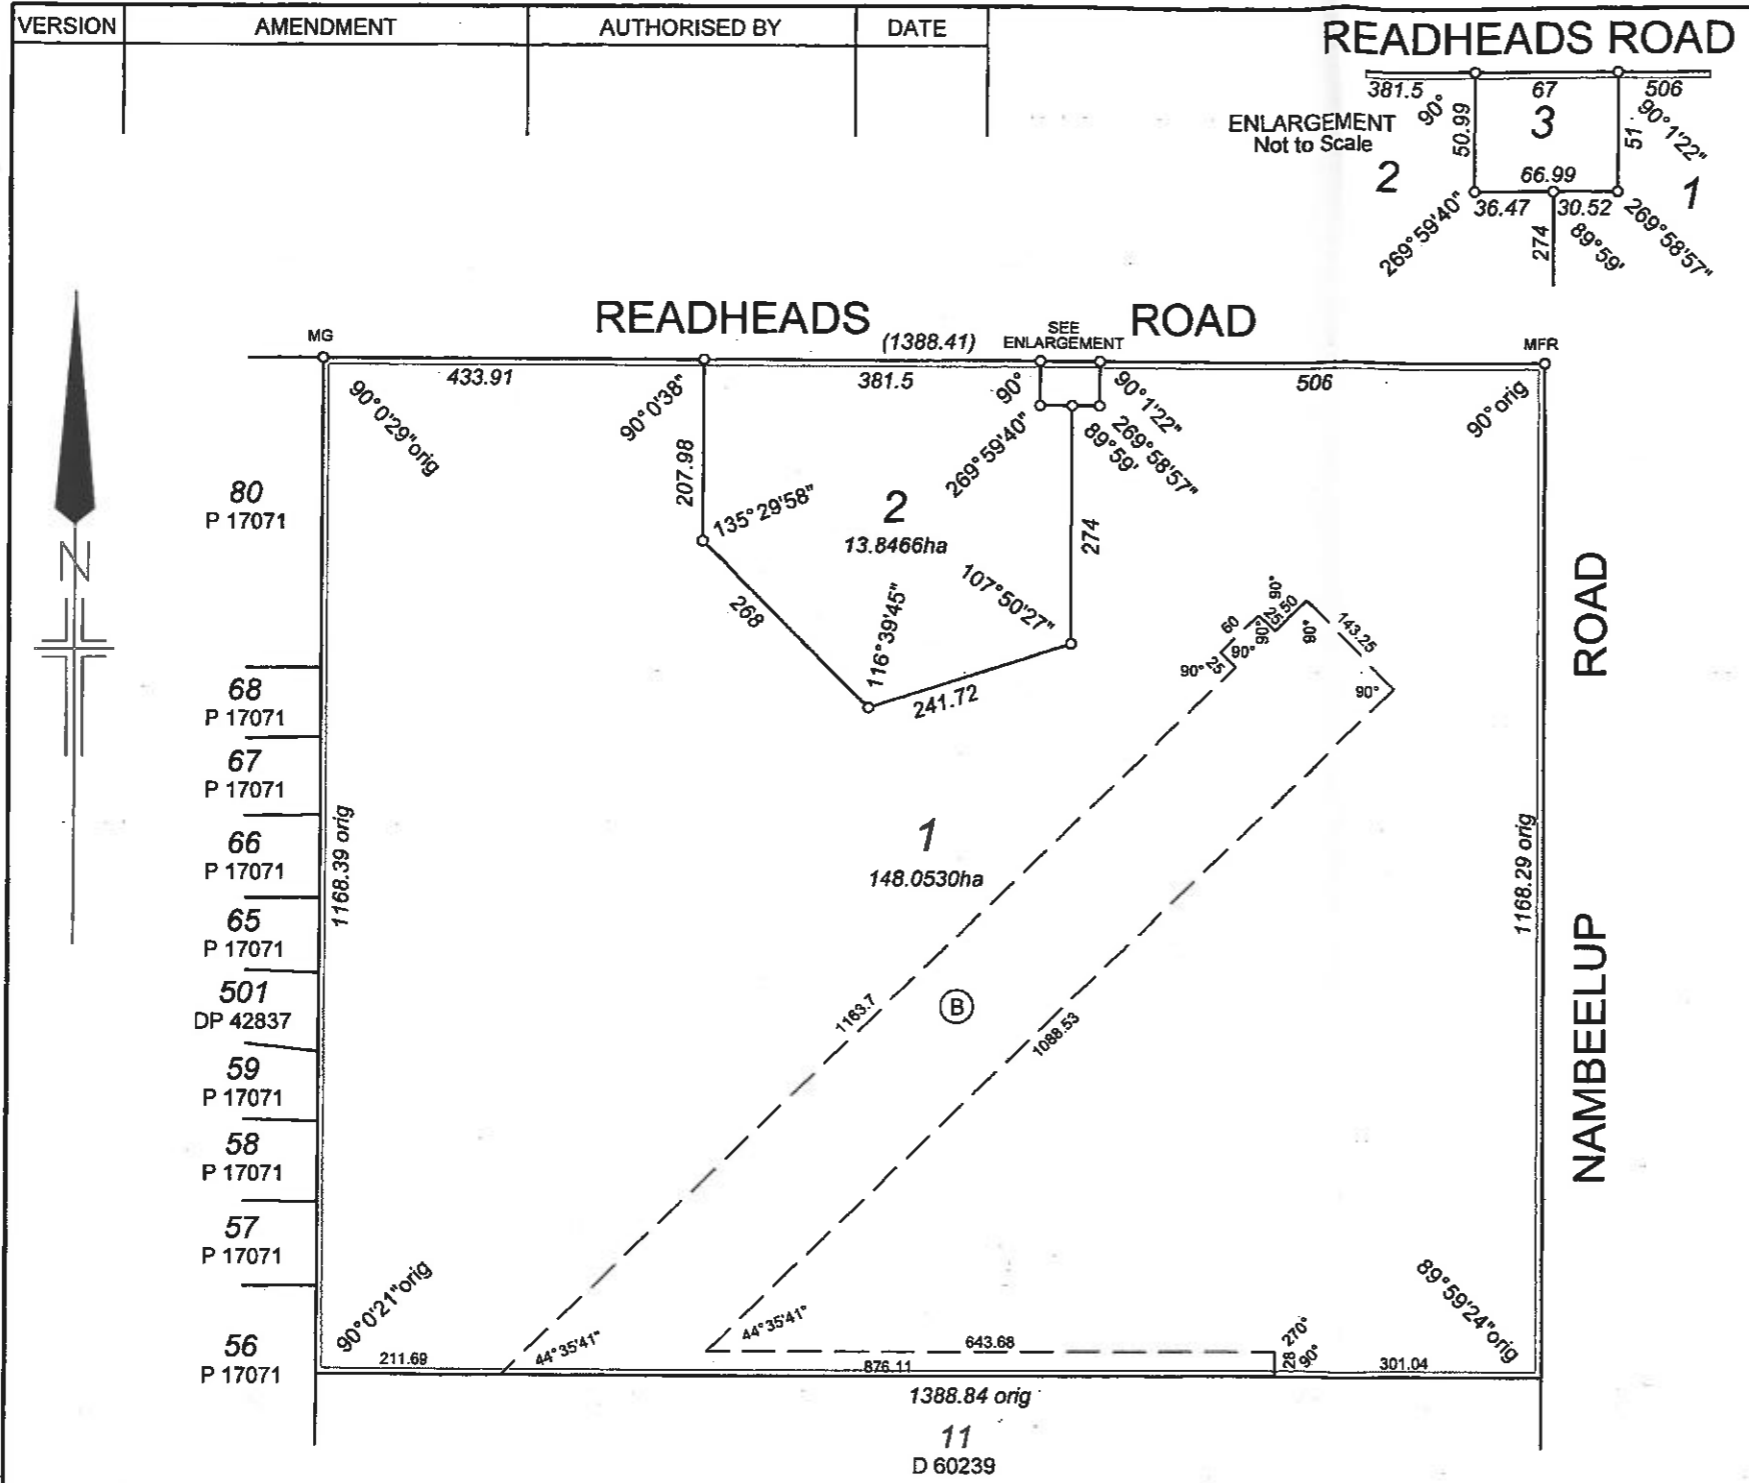 VERSION AMENDMENT AUTHORISED BY DATE
READHEADS ROAD
381.5 67 506
ENLARGEMENT
Not to Scale
90° 50.99 3 51 90°1'22"
2 66.99 1
269°59'40" 36.47 30.52 269°58'57"
274 89°59'
READHEADS ROAD
MG (1388.41) SEE
ENLARGEMENT MFR
433.91 381.5 506
90°0'29"orig 90°0'38" 90° 90°1'22" 90°orig
269°59'40" 89°59' 269°58'57"
207.98
80
P 17071
135°29'58" 2
13.8466ha
274
N
268 116°39'45" 107°50'27"
241.72
60 90° 25 90° 50 90° 143.25
90° 25 90° 90°
ROAD
68
P 17071
67
P 17071
66
P 17071
1168.39 orig
1
148.0530ha
1168.29 orig
65
P 17071
501
DP 42837
1163.7 B 1088.53
NAMBEELUP
59
P 17071
58
P 17071
57
P 17071
90°0'21"orig 89°59'24"orig
56
P 17071
211.69 44°35'41" 44°35'41" 643.68 28 270°
90°
876.11 301.04
1388.84 orig
11
D 60239